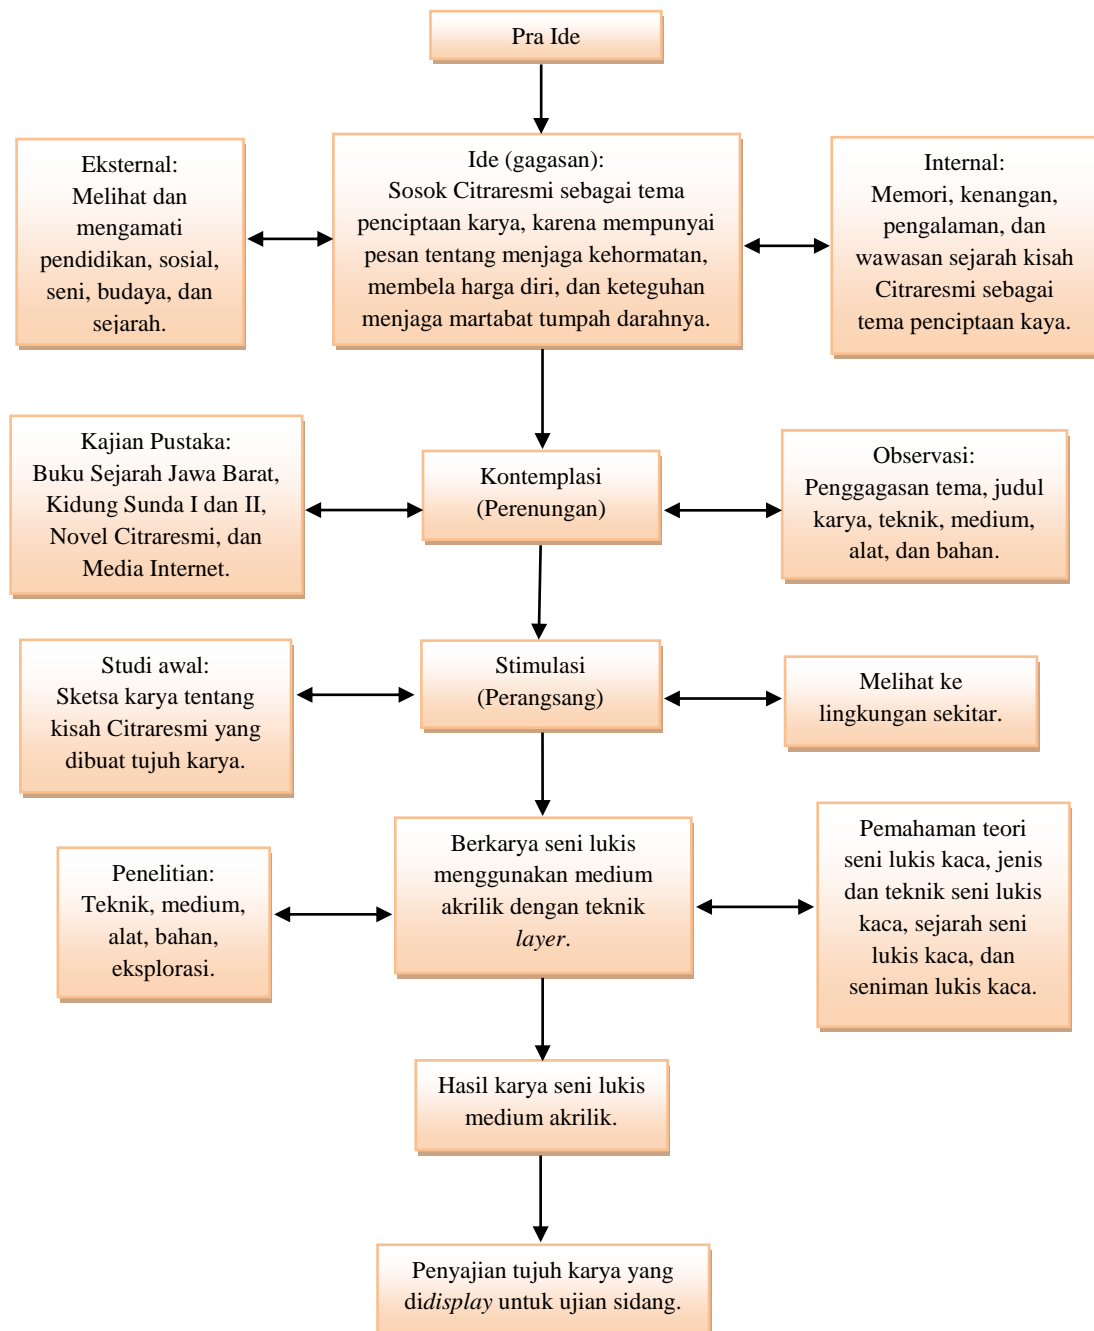 Pra Ide
Eksternal:
Melihat dan
mengamati
pendidikan, sosial,
seni, budaya, dan
sejarah.
Ide (gagasan):
Sosok Citraresmi sebagai tema
penciptaan karya, karena mempunyai
pesan tentang menjaga kehormatan,
membela harga diri, dan keteguhan
menjaga martabat tumpah darahnya.
Internal:
Memori, kenangan,
pengalaman, dan
wawasan sejarah kisah
Citraresmi sebagai
tema penciptaan kaya.
Kajian Pustaka:
Buku Sejarah Jawa Barat,
Kidung Sunda I dan II,
Novel Citraresmi, dan
Media Internet.
Kontemplasi
(Perenungan)
Observasi:
Penggagasan tema, judul
karya, teknik, medium,
alat, dan bahan.
Studi awal:
Sketsa karya tentang
kisah Citraresmi yang
dibuat tujuh karya.
Stimulasi
(Perangsang)
Melihat ke
lingkungan sekitar.
Penelitian:
Teknik, medium,
alat, bahan,
eksplorasi.
Berkarya seni lukis
menggunakan medium
akrilik dengan teknik
layer.
Pemahaman teori
seni lukis kaca, jenis
dan teknik seni lukis
kaca, sejarah seni
lukis kaca, dan
seniman lukis kaca.
Hasil karya seni lukis
medium akrilik.
Penyajian tujuh karya yang
didisplay untuk ujian sidang.